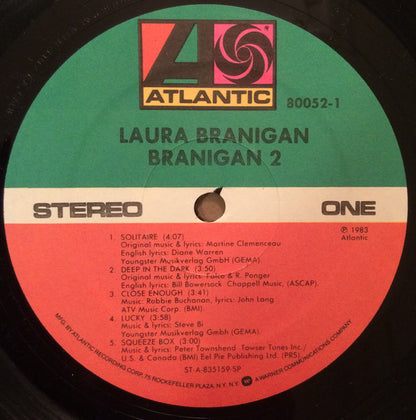 ATLANTIC
80052-1
LAURA BRANIGAN
BRANIGAN 2
STEREO
ONE
℗ 1983
Atlantic
1. SOLITAIRE (4:07)
Original music & lyrics: Martine Clemenceau
English lyrics: Diane Warren
Youngster Musikverlag GmbH (GEMA).
2. DEEP IN THE DARK (3:50)
Original music & lyrics: Falco & R. Ponger
English lyrics: Bill Bowersock Chappell Music, (ASCAP).
3. CLOSE ENOUGH (3:41)
Music: Robbie Buchanan, lyrics: John Lang
ATV Music Corp. (BMI).
4. LUCKY (3:58)
Music & lyrics: Steve Bi
Youngster Musikverlag GmbH (GEMA).
5. SQUEEZE BOX (3:00)
Music & lyrics: Peter Townshend Towser Tunes Inc./
U.S. & Canada (BMI) Eel Pie Publishing Ltd. (PRS).
ST-A-835159-SP
MFG. BY ATLANTIC RECORDING CORP., 75 ROCKEFELLER PLAZA, N.Y., N.Y. A WARNER COMMUNICATIONS COMPANY